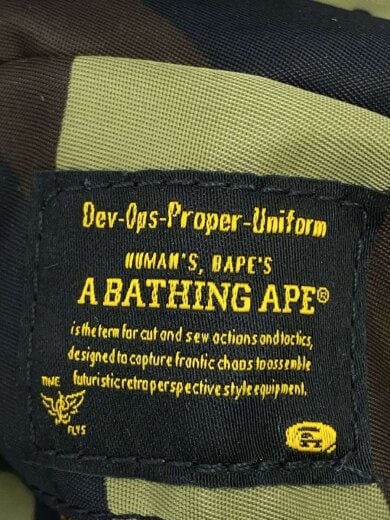 Dev-Ops-Proper-Uniform
HUMAN'S, BAPE'S
A BATHING APE®
is the term for cut and sew actions and tactics,
designed to capture frantic chaos to assemble
futuristic retro perspective style equipment.
TIME
FLYS